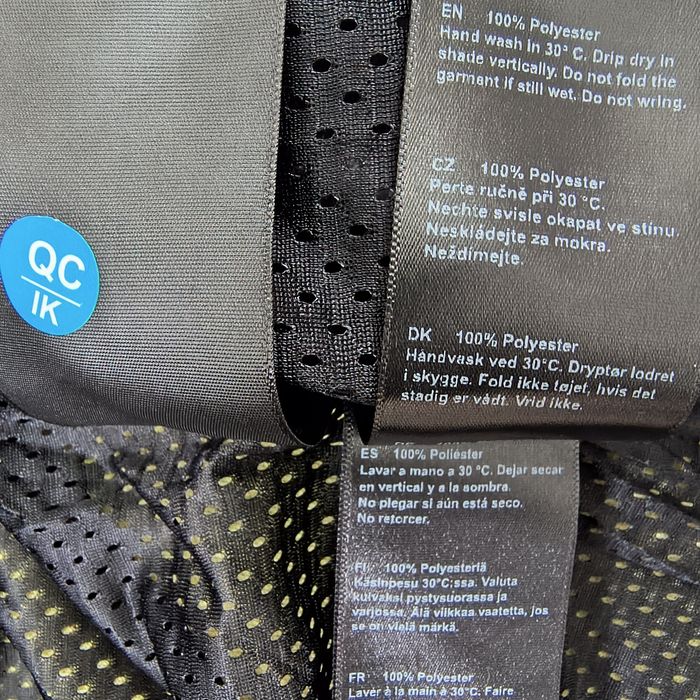 EN 100% Polyester
Hand wash in 30° C. Drip dry in
shade vertically. Do not fold the
garment if still wet. Do not wring.
CZ 100% Polyester
Perte ručně při 30 °C.
Nechte svisle okapat ve stínu.
Neskládejte za mokra.
Neždímejte.
DK 100% Polyester
Håndvask ved 30°C. Dryptør lodret
i skygge. Fold ikke tøjet, hvis det
stadig er vådt. Vrid ikke.
QC
IK
ES 100% Poliéster
Lavar a mano a 30 °C. Dejar secar
en vertical y a la sombra.
No plegar si aún está seco.
No retorcer.
FI 100% Polyesteriä
Käsinpesu 30°C:ssa. Valuta
kuivaksi pystysuorassa ja
varjossa. Älä viikkaa vaatetta, jos
se on vielä märkä.
FR 100% Polyester
Laver à la main à 30°C. Faire